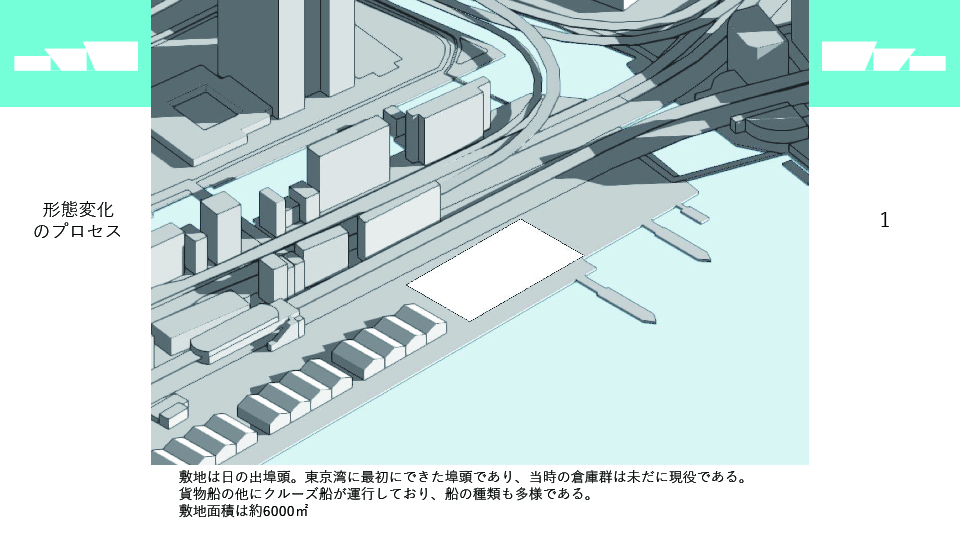 形態変化
のプロセス
1
敷地は日の出埠頭。東京湾に最初にできた埠頭であり、当時の倉庫群は未だに現役である。
貨物船の他にクルーズ船が運行しており、船の種類も多様である。
敷地面積は約6000㎡